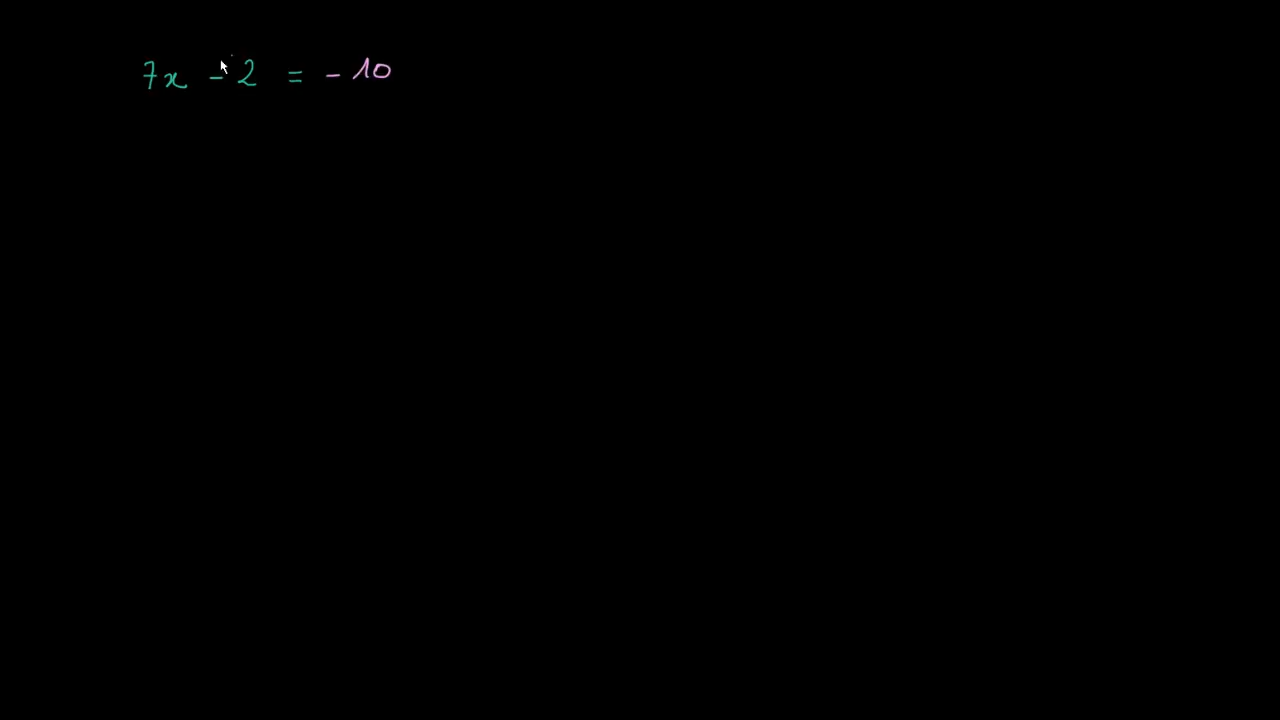 7x - 2 = - 10